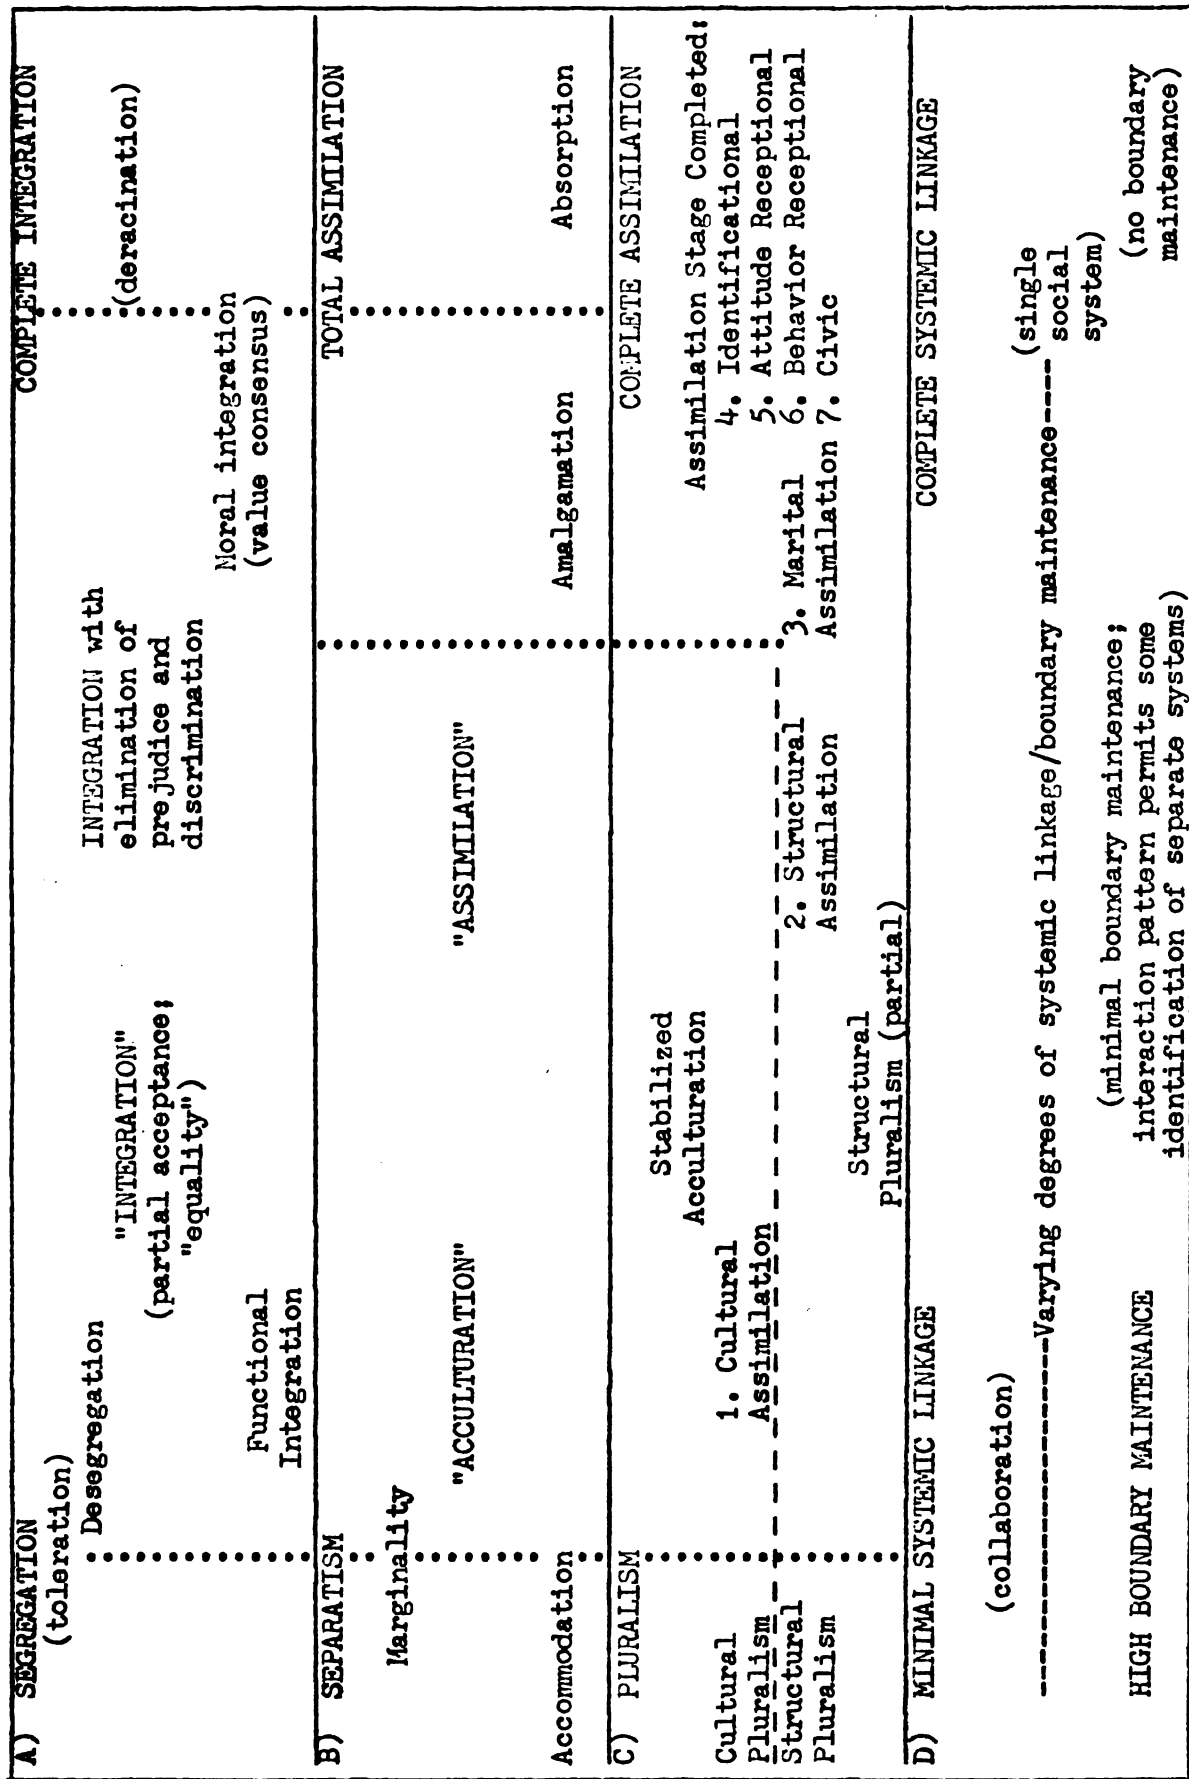 A) SEGREGATION COMPLETE INTEGRATION
(toleration)
Desegregation
(deracination)
"INTEGRATION"
(partial acceptance;
"equality")
INTEGRATION with
elimination of
prejudice and
discrimination
Functional
Integration
Moral integration
(value consensus)
B) SEPARATISM TOTAL ASSIMILATION
Marginality
"ACCULTURATION" "ASSIMILATION"
Accommodation Amalgamation Absorption
C) PLURALISM COMPLETE ASSIMILATION
Stabilized
Acculturation
Assimilation Stage Completed:
4. Identificational
5. Attitude Receptional
6. Behavior Receptional
7. Civic
Cultural
Pluralism
1. Cultural
Assimilation
Structural
Pluralism
2. Structural
Assimilation
3. Marital
Assimilation
Structural
Pluralism (partial)
D) MINIMAL SYSTEMIC LINKAGE COMPLETE SYSTEMIC LINKAGE
(collaboration)
Varying degrees of systemic linkage/boundary maintenance
(single
social
system)
HIGH BOUNDARY MAINTENANCE
(minimal boundary maintenance;
interaction pattern permits some
identification of separate systems)
(no boundary
maintenance)